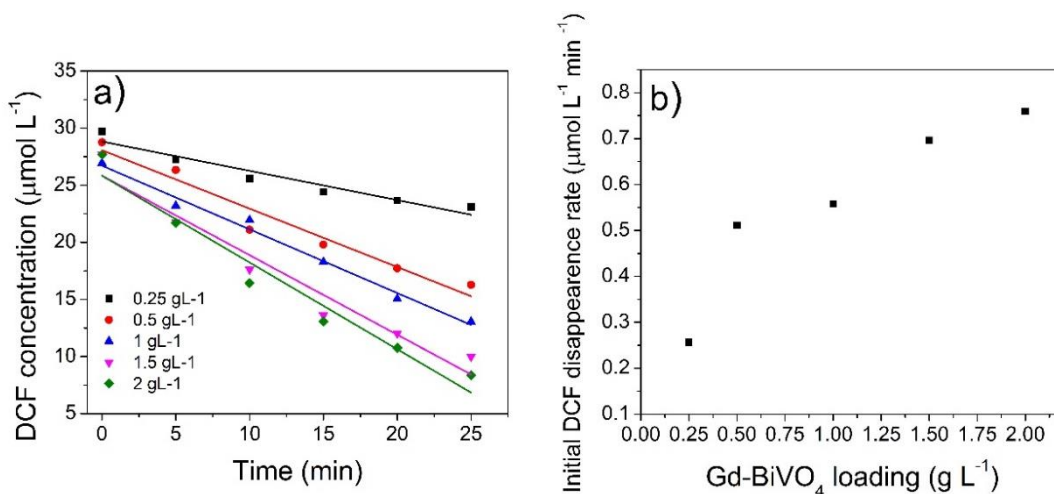 a)
DCF concentration (μmol L⁻¹)
35
30
25
20
15
10
5
0.25 gL-1
0.5 gL-1
1 gL-1
1.5 gL-1
2 gL-1
0 5 10 15 20 25
Time (min)
b)
Initial DCF disappearence rate (μmol L⁻¹ min⁻¹)
0.8
0.7
0.6
0.5
0.4
0.3
0.2
0.1
0.00 0.25 0.50 0.75 1.00 1.25 1.50 1.75 2.00
Gd-BiVO₄ loading (g L⁻¹)